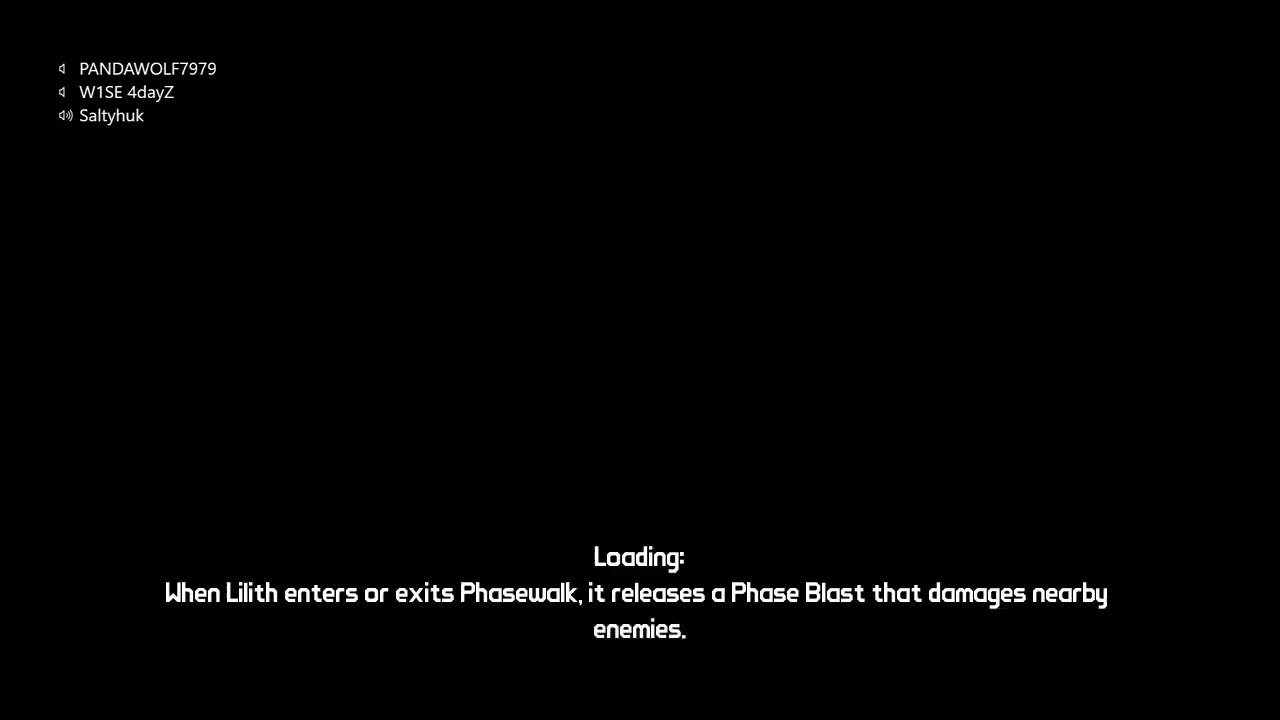 PANDAWOLF7979
W1SE 4dayZ
Saltyhuk
Loading:
When Lilith enters or exits Phasewalk, it releases a Phase Blast that damages nearby
enemies.